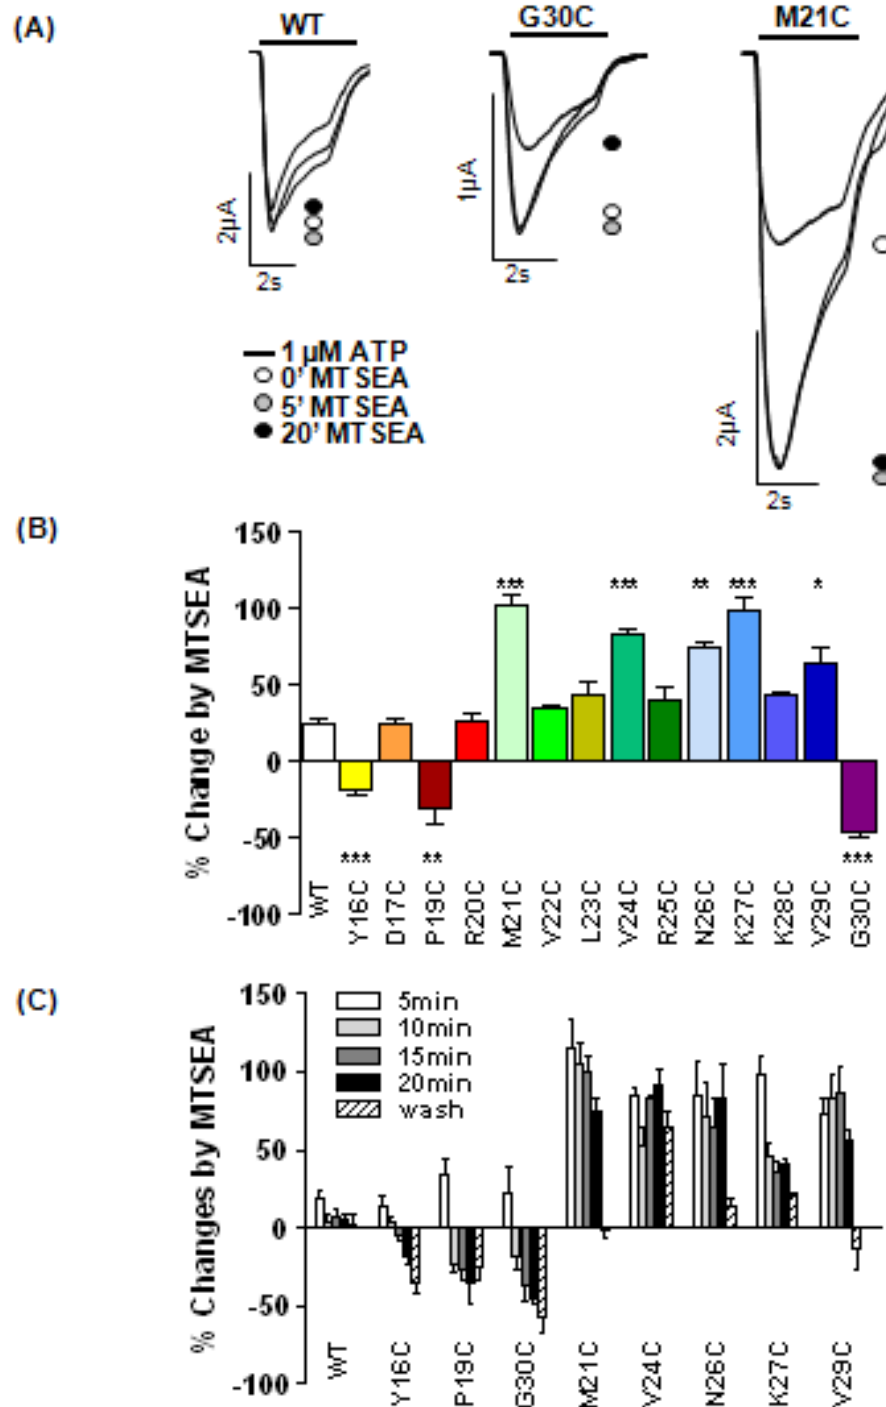 (A)
WT
G30C
M21C
2µA
2s
1µA
2s
2µA
2s
1 µM ATP
0' MTSEA
5' MTSEA
20' MTSEA
(B)
% Change by MTSEA
150
100
50
0
-50
-100
*** *** ** *** *
*** ** ***
WT Y16C D17C P19C R20C M21C V22C L23C V24C R25C N26C K27C K28C V29C G30C
(C)
% Changes by MTSEA
150
100
50
0
-50
-100
5min
10min
15min
20min
wash
WT Y16C P19C G30C M21C V24C N26C K27C V29C